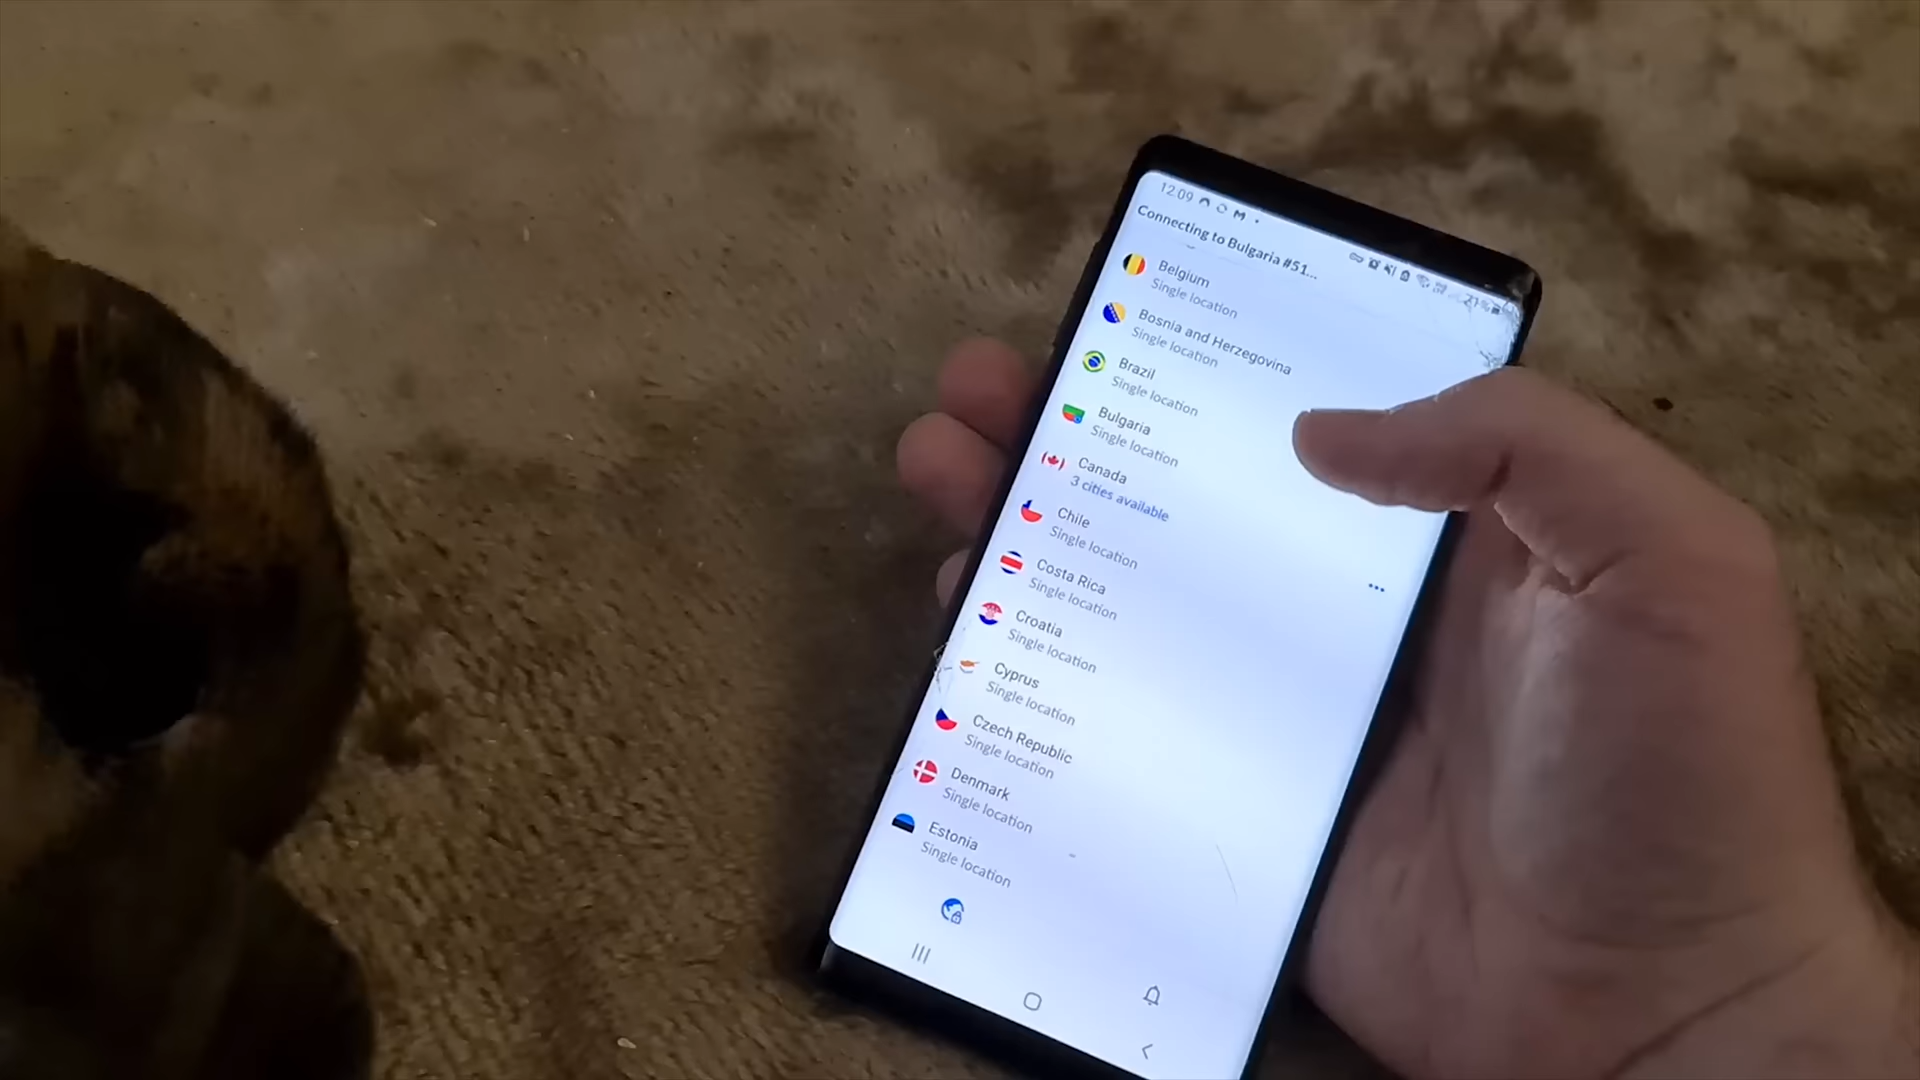 12:09
21%
Connecting to Bulgaria #51...
Belgium
Single location
Bosnia and Herzegovina
Single location
Brazil
Single location
Bulgaria
Single location
Canada
3 cities available
Chile
Single location
Costa Rica
Single location
Croatia
Single location
Cyprus
Single location
Czech Republic
Single location
Denmark
Single location
Estonia
Single location